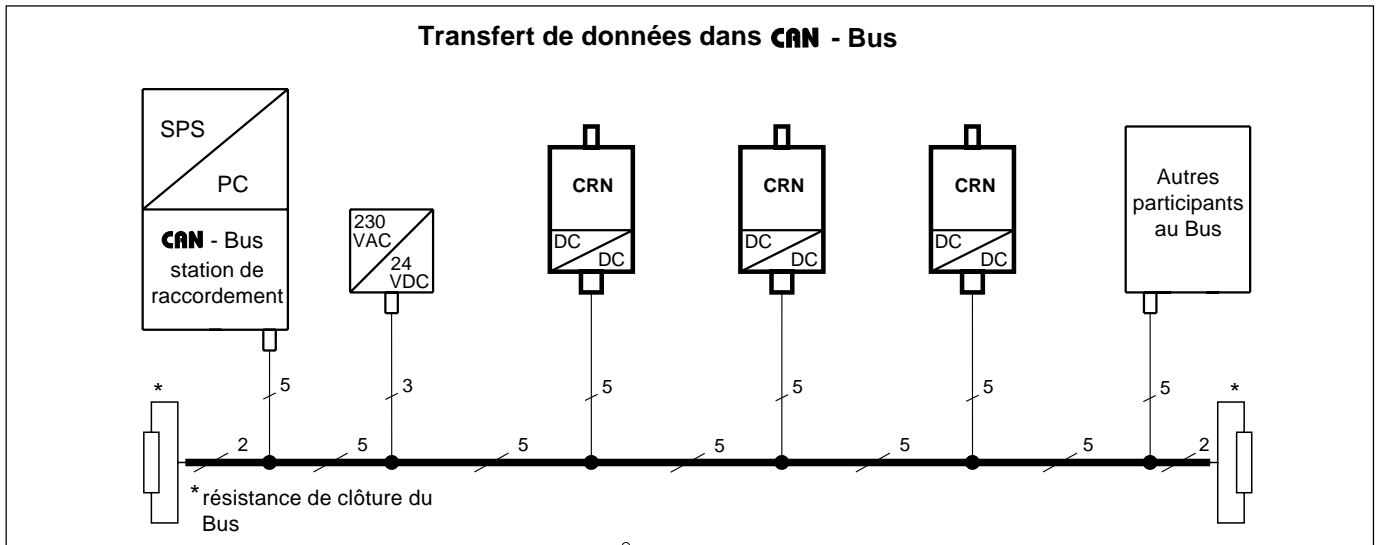 Transfert de données dans CAN - Bus
SPS
PC
CAN - Bus
station de
raccordement
230
VAC
24
VDC
CRN
DC
DC
CRN
DC
DC
CRN
DC
DC
Autres
participants
au Bus
5
3
5
5
5
5
*
*
2
5
5
5
5
5
2
* résistance de clôture du
Bus